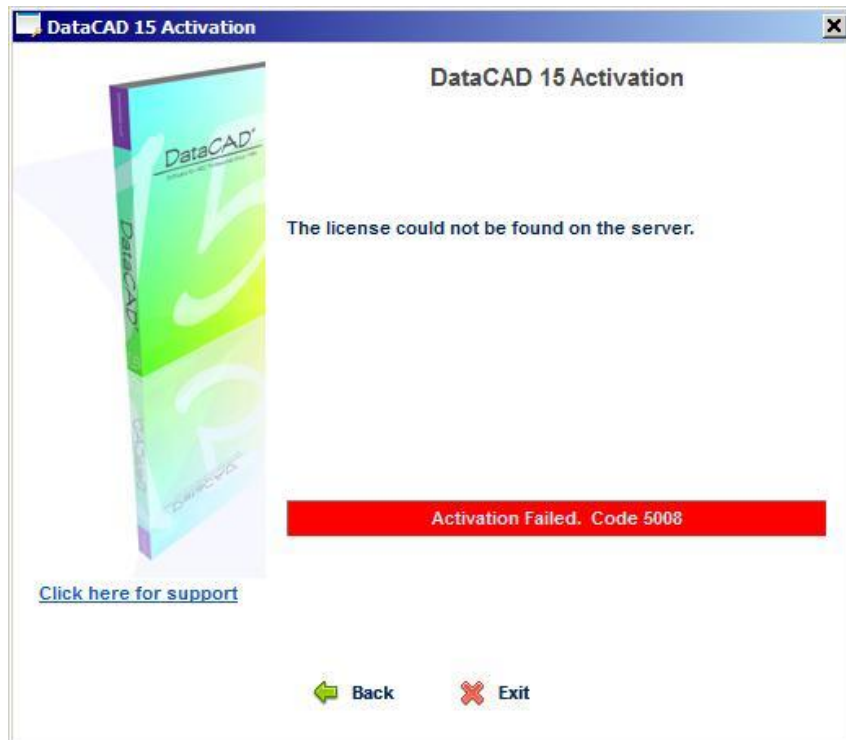 DataCAD 15 Activation
DataCAD 15 Activation
DataCAD
15
DataCAD
The license could not be found on the server.
Activation Failed. Code 5008
Click here for support
Back Exit